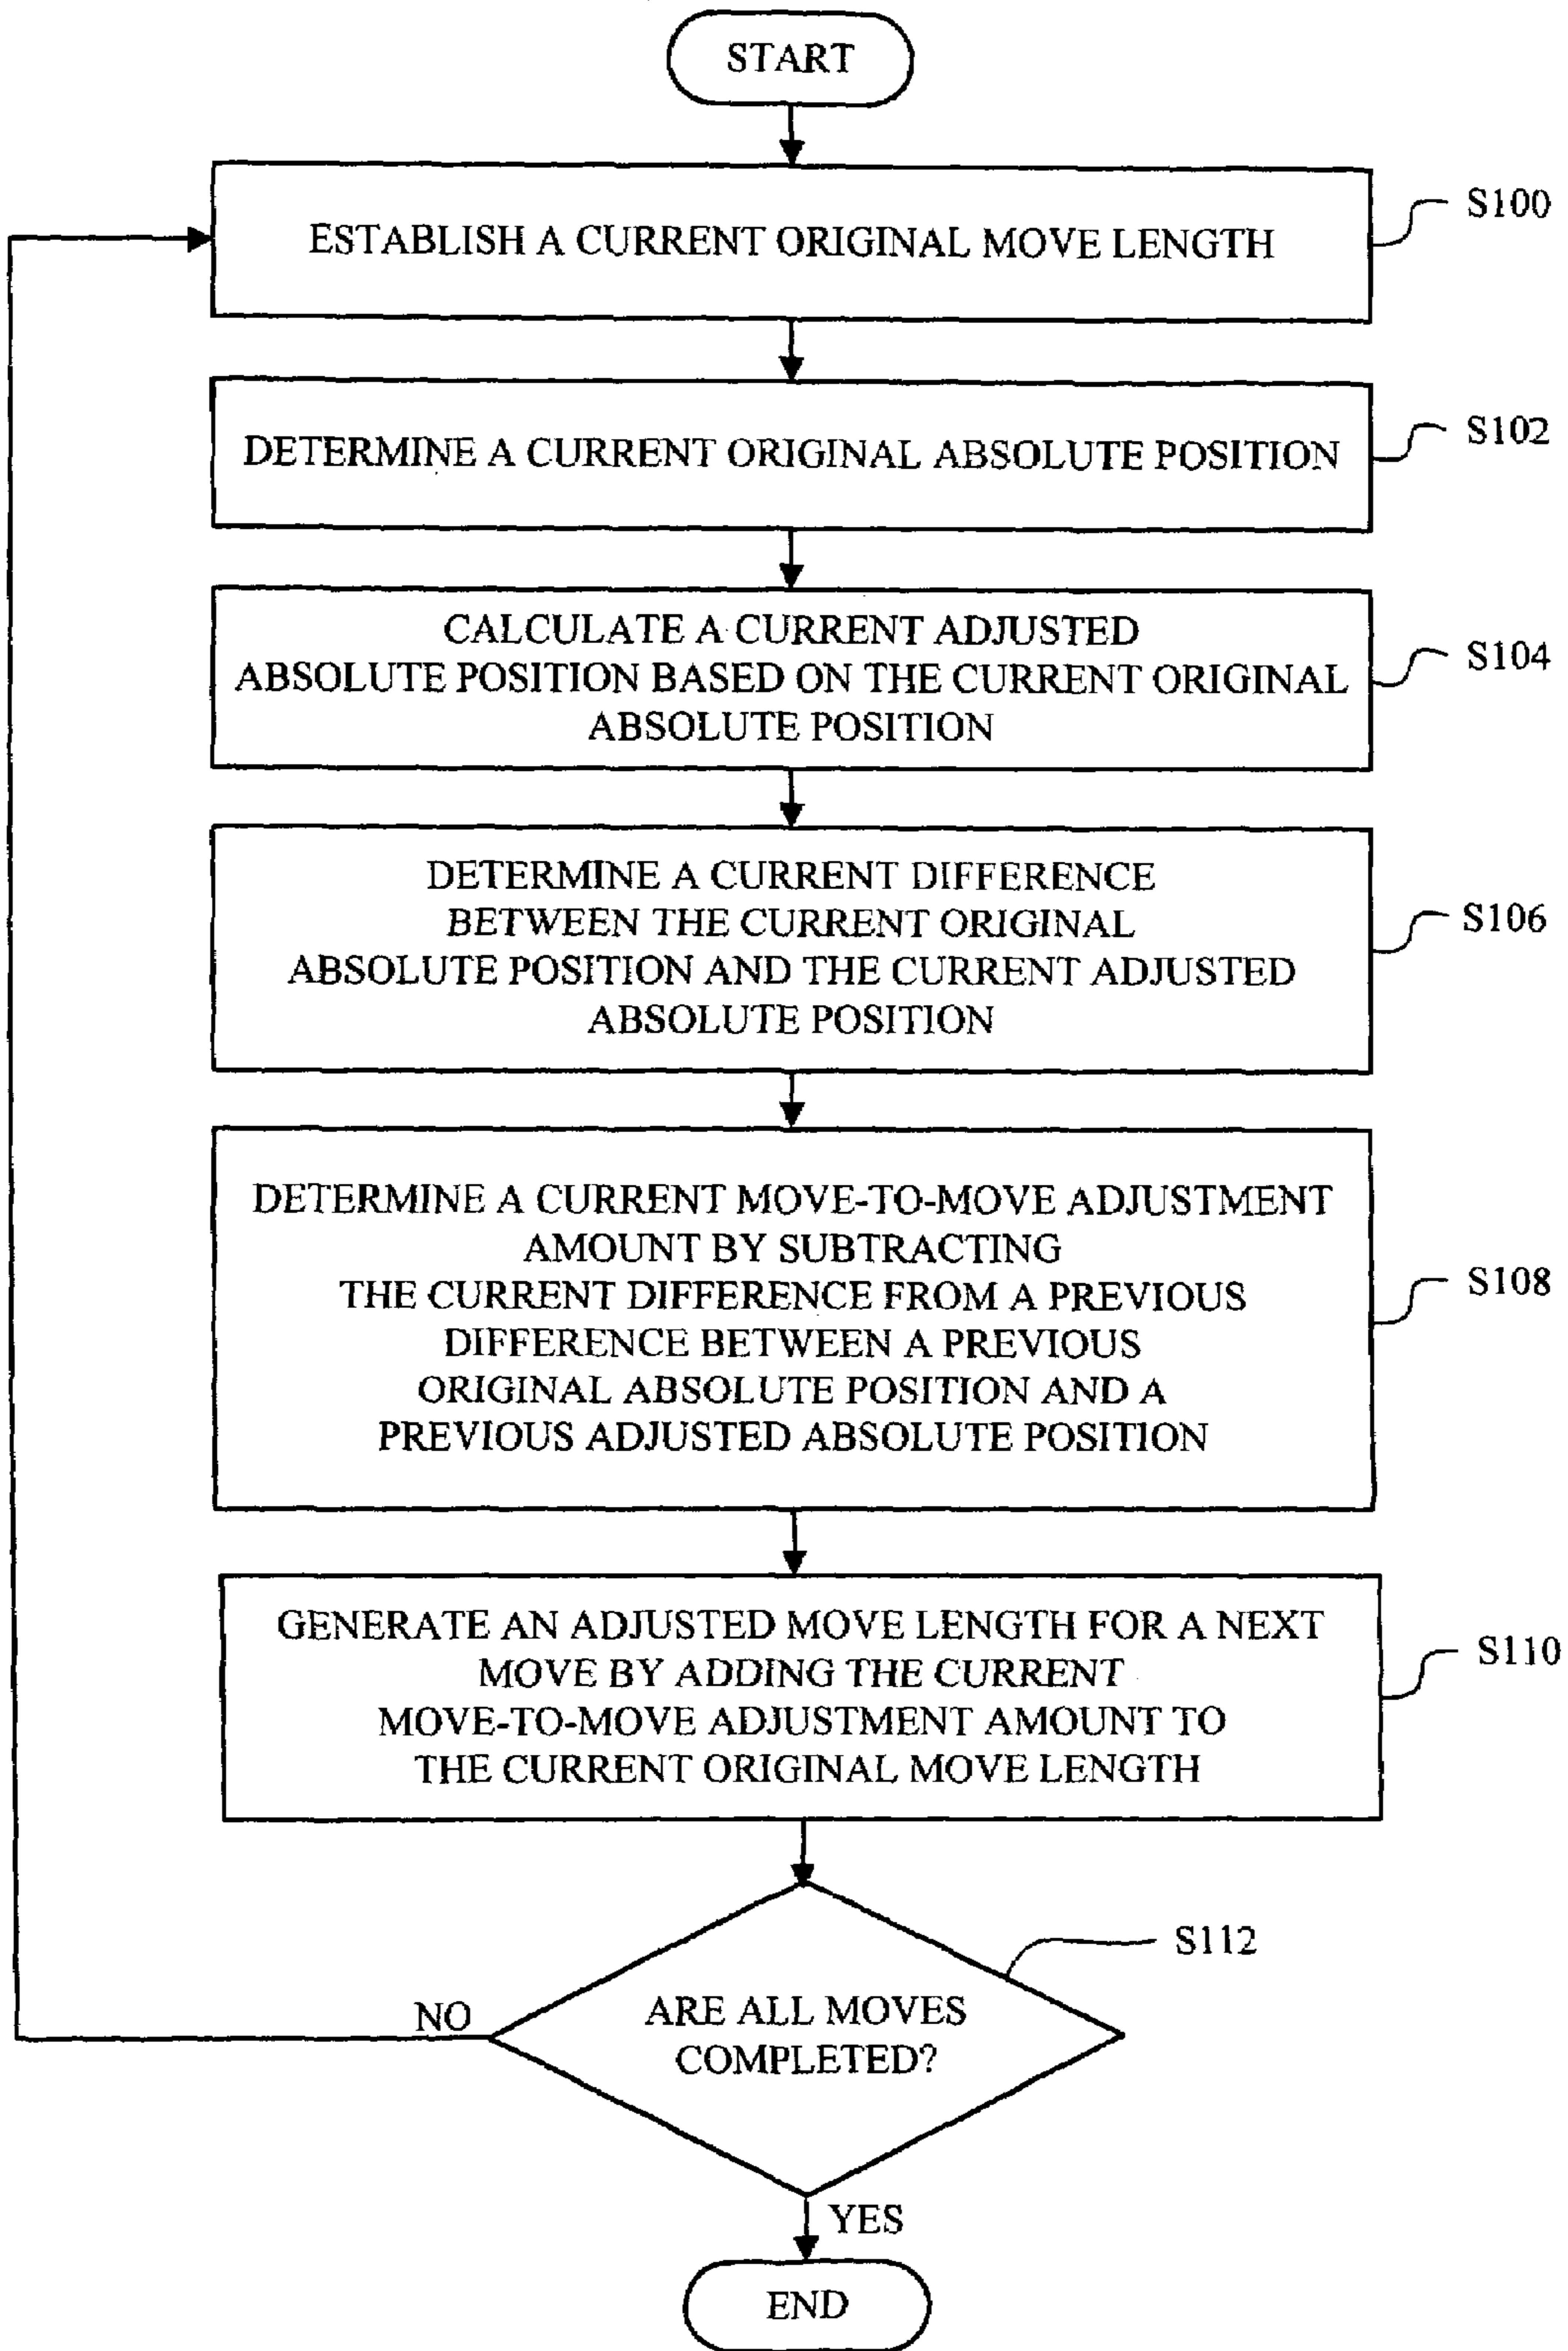 START
ESTABLISH A CURRENT ORIGINAL MOVE LENGTH
S100
DETERMINE A CURRENT ORIGINAL ABSOLUTE POSITION
S102
CALCULATE A CURRENT ADJUSTED
ABSOLUTE POSITION BASED ON THE CURRENT ORIGINAL
ABSOLUTE POSITION
S104
DETERMINE A CURRENT DIFFERENCE
BETWEEN THE CURRENT ORIGINAL
ABSOLUTE POSITION AND THE CURRENT ADJUSTED
ABSOLUTE POSITION
S106
DETERMINE A CURRENT MOVE-TO-MOVE ADJUSTMENT
AMOUNT BY SUBTRACTING
THE CURRENT DIFFERENCE FROM A PREVIOUS
DIFFERENCE BETWEEN A PREVIOUS
ORIGINAL ABSOLUTE POSITION AND A
PREVIOUS ADJUSTED ABSOLUTE POSITION
S108
GENERATE AN ADJUSTED MOVE LENGTH FOR A NEXT
MOVE BY ADDING THE CURRENT
MOVE-TO-MOVE ADJUSTMENT AMOUNT TO
THE CURRENT ORIGINAL MOVE LENGTH
S110
S112
NO
ARE ALL MOVES
COMPLETED?
YES
END